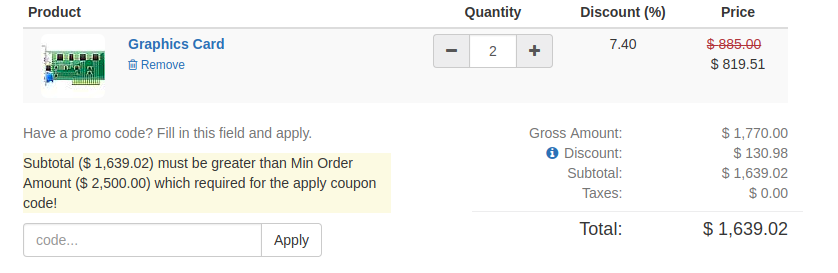 Product Quantity Discount (%) Price
Graphics Card − 2 + 7.40 $ 885.00
Remove $ 819.51
Have a promo code? Fill in this field and apply.
Subtotal ($ 1,639.02) must be greater than Min Order
Amount ($ 2,500.00) which required for the apply coupon
code!
code... Apply
Gross Amount: $ 1,770.00
Discount: $ 130.98
Subtotal: $ 1,639.02
Taxes: $ 0.00
Total: $ 1,639.02